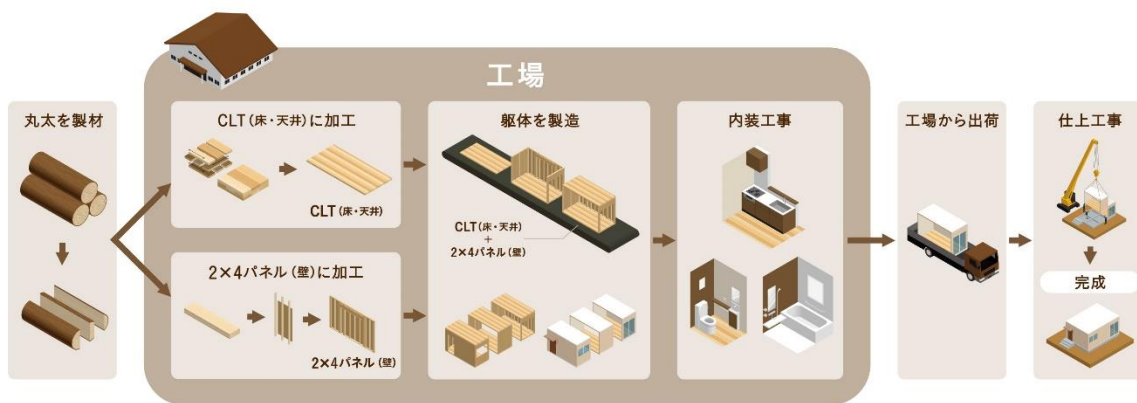 工場
丸太を製材
CLT(床・天井)に加工
CLT(床・天井)
2×4パネル(壁)に加工
2×4パネル(壁)
躯体を製造
CLT(床・天井)
+
2×4パネル(壁)
内装工事
工場から出荷
仕上工事
完成